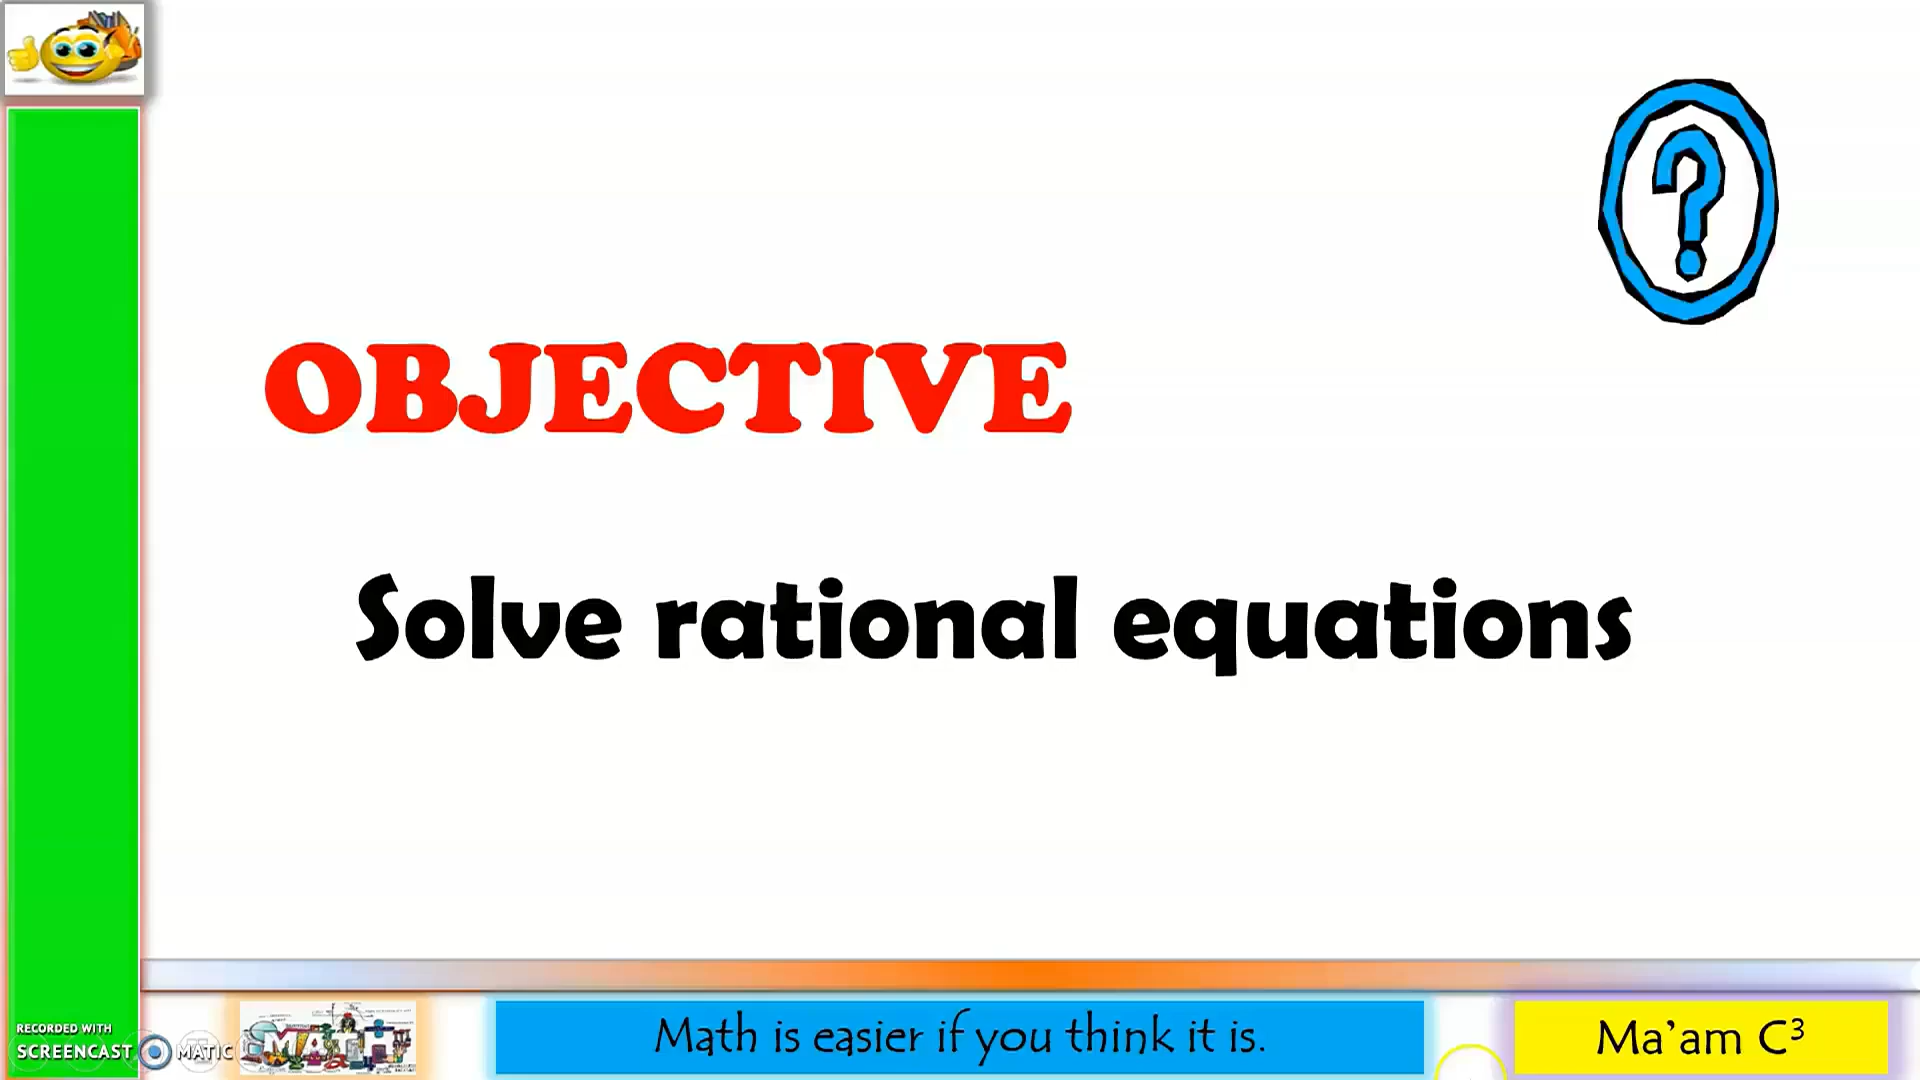 ?
OBJECTIVE
Solve rational equations
RECORDED WITH
SCREENCAST MATIC
MATH
Math is easier if you think it is.
Ma’am C³